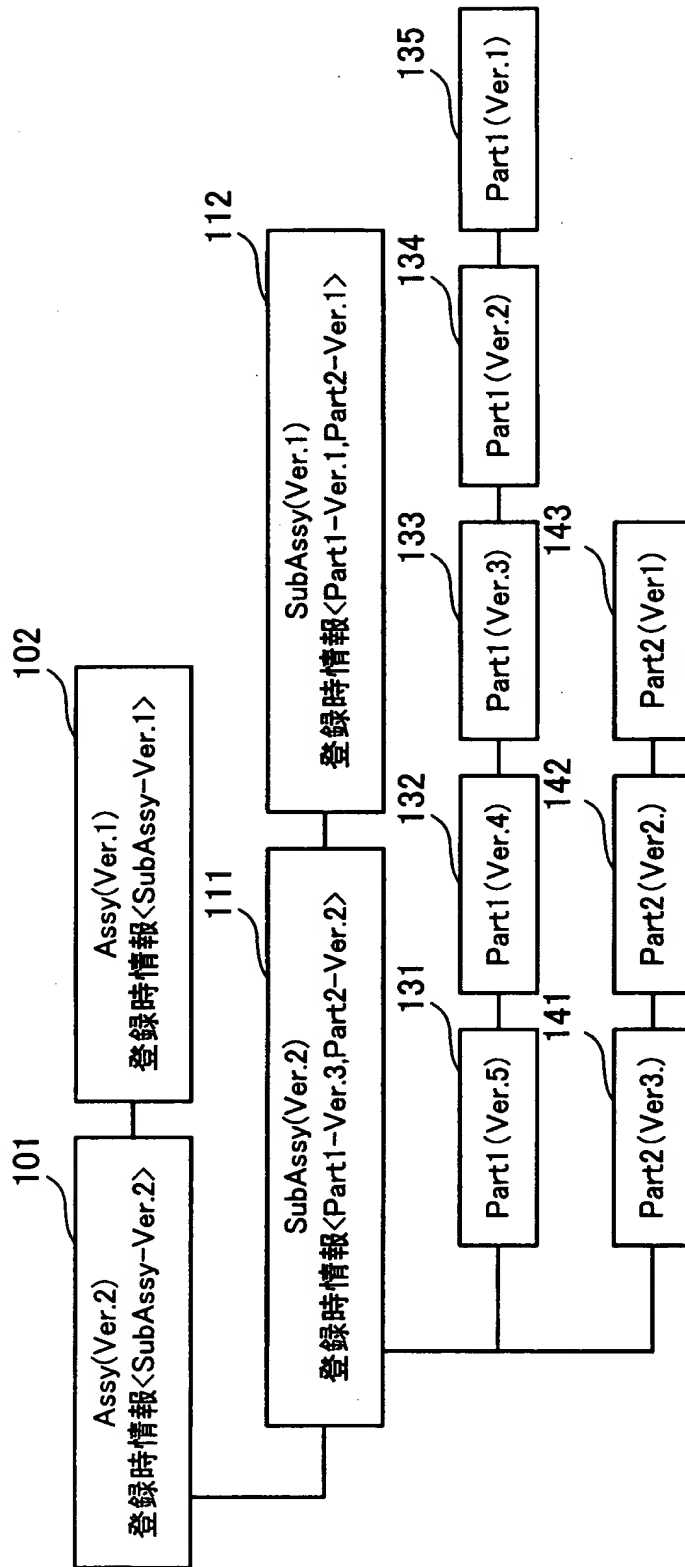 101
Assy(Ver.2)
登録時情報<SubAssy-Ver.2>
102
Assy(Ver.1)
登録時情報<SubAssy-Ver.1>
111
SubAssy(Ver.2)
登録時情報<Part1-Ver.3,Part2-Ver.2>
112
SubAssy(Ver.1)
登録時情報<Part1-Ver.1,Part2-Ver.1>
131
Part1(Ver.5)
132
Part1(Ver.4)
133
Part1(Ver.3)
134
Part1(Ver.2)
135
Part1(Ver.1)
141
Part2(Ver3.)
142
Part2(Ver2.)
143
Part2(Ver1)